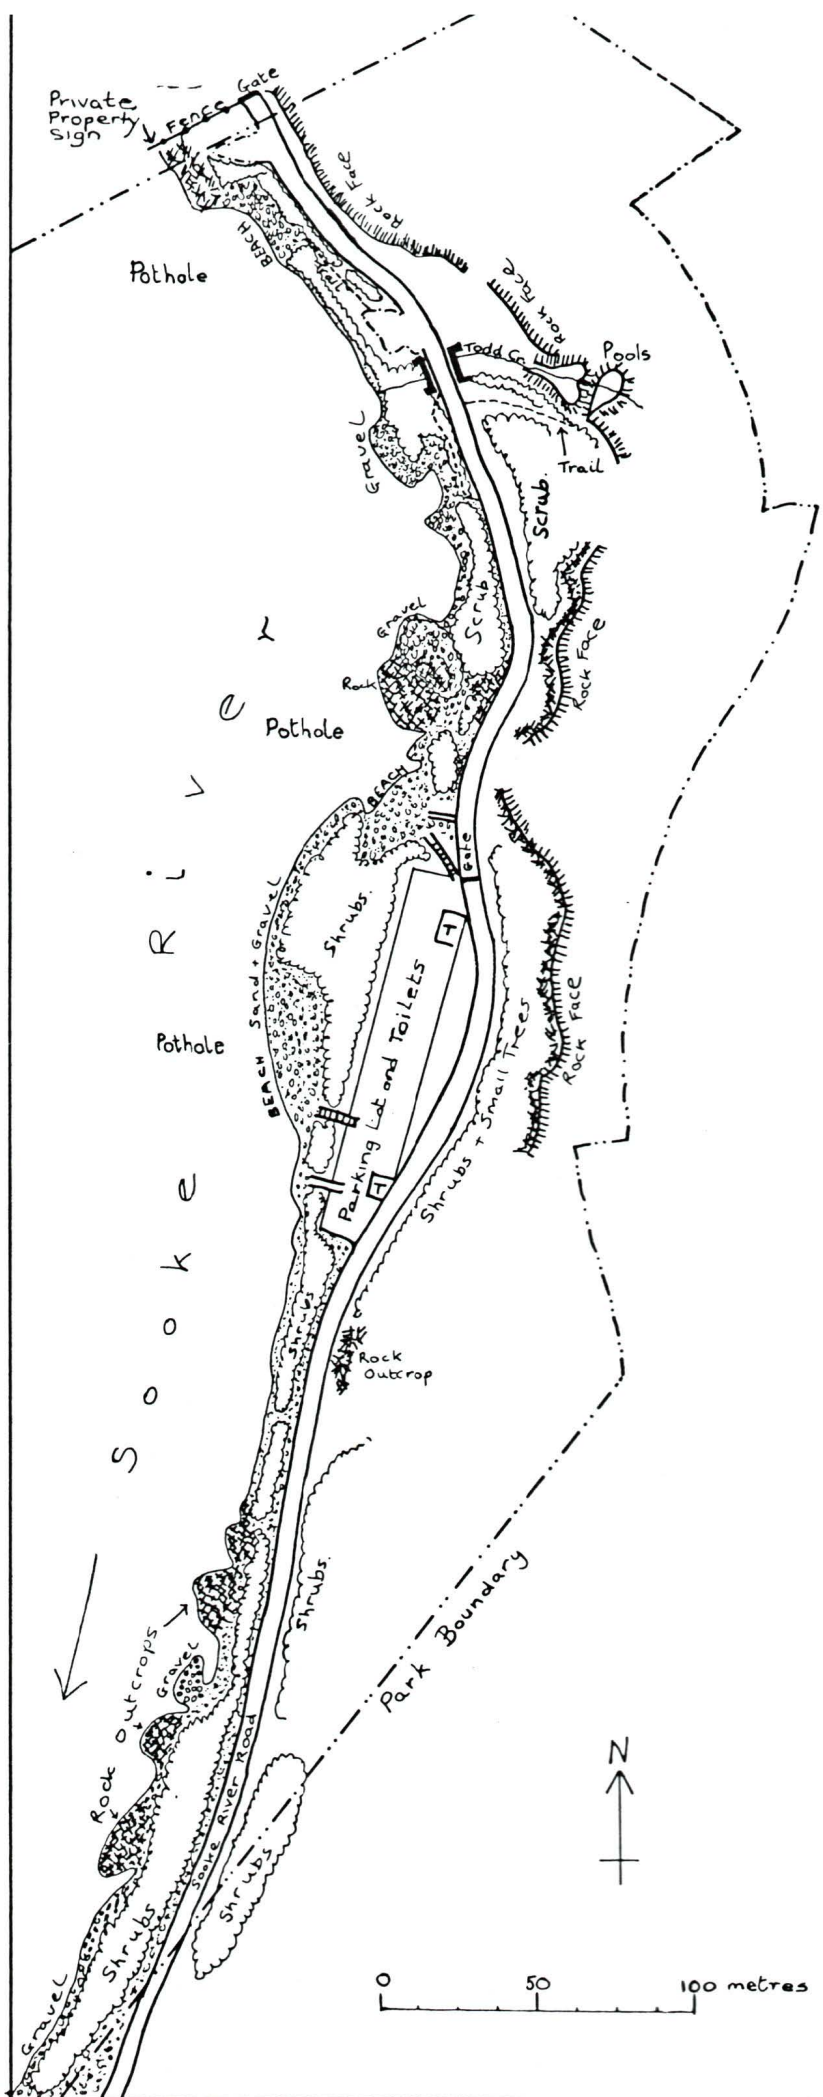 Gate
Private
Property
Sign
Fence
Rock Face
BEACH
Pothole
Rock Face
Todd Cr.
Pools
Trail
Gravel
Scrub.
Scrub
Gravel
Rock
Rock Face
Pothole
BEACH
Gate
Shrubs.
T
BEACH Sand + Gravel
Parking Lot and Toilets
Rock Face
Pothole
T
Shrubs + Small Trees
Sooke River
Shrubs
Rock
Outcrop
Shrubs.
Rock Outcrops
Gravel
Park Boundary
Sooke River Road
Shrubs
Shrubs
Gravel
N
0 50 100 metres